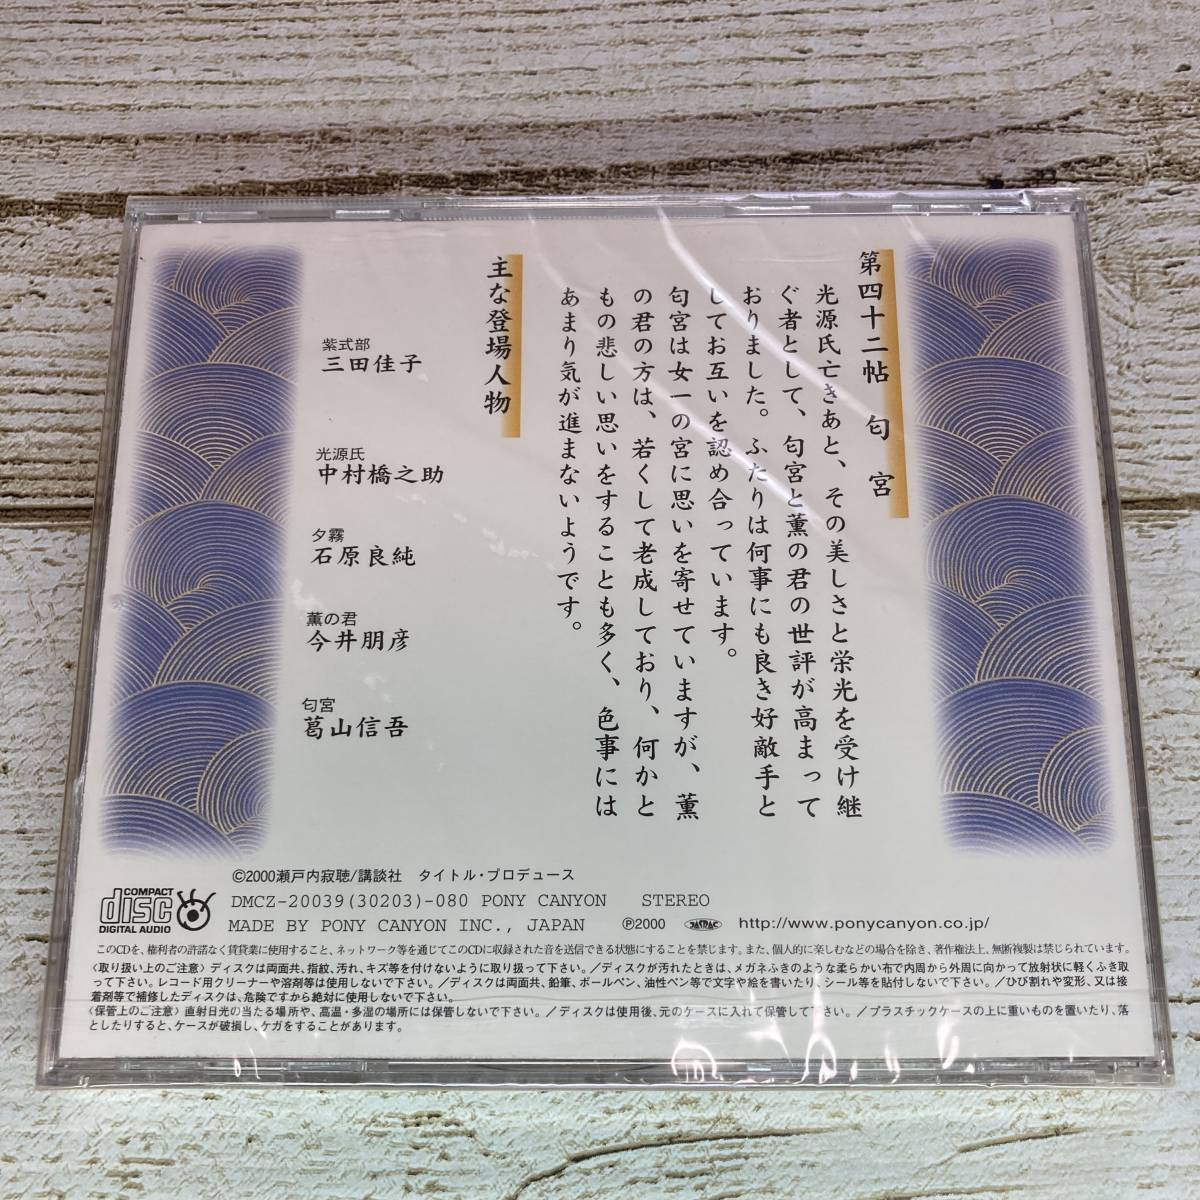 第四十二帖　匂　宮
光源氏亡きあと、その美しさと栄光を受け継
ぐ者として、匂宮と薫の君の世評が高まって
おりました。ふたりは何事にも良き好敵手と
してお互いを認め合っています。
匂宮は女一の宮に思いを寄せていますが、薫
の君の方は、若くして老成しており、何かと
もの悲しい思いをすることも多く、色事には
あまり気が進まないようです。
主な登場人物
紫式部
三田佳子
光源氏
中村橋之助
夕霧
石原良純
薫の君
今井朋彦
匂宮
葛山信吾
©2000瀬戸内寂聴/講談社　タイトル・プロデュース
COMPACT
disc
DIGITAL AUDIO
DMCZ-20039(30203)-080 PONY CANYON　STEREO
MADE BY PONY CANYON INC., JAPAN　℗2000　JASRAC　http://www.ponycanyon.co.jp/
このCDを、権利者の許諾なく賃貸業に使用すること、ネットワーク等を通じてこのCDに収録された音を送信できる状態にすることを禁じます。また、個人的に楽しむなどの場合を除き、著作権法上、無断複製は禁じられています。
〈取り扱い上のご注意〉ディスクは両面共、指紋、汚れ、キズ等を付けないように取り扱って下さい。／ディスクが汚れたときは、メガネふきのような柔らかい布で内周から外周に向かって放射状に軽くふき取
って下さい。レコード用クリーナーや溶剤等は使用しないで下さい。／ディスクは両面共、鉛筆、ボールペン、油性ペン等で文字や絵を書いたり、シール等を貼付しないで下さい。／ひび割れや変形、又は接
着剤等で補修したディスクは、危険ですから絶対に使用しないで下さい。
〈保管上のご注意〉直射日光の当たる場所や、高温・多湿の場所には保管しないで下さい。／ディスクは使用後、元のケースに入れて保管して下さい。／プラスチックケースの上に重いものを置いたり、落
としたりすると、ケースが破損し、ケガをすることがあります。